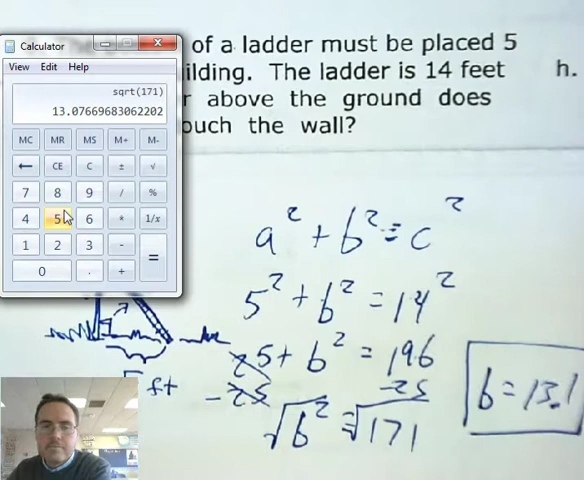 Calculator
View Edit Help
sqrt(171)
13.07669683062202
MC MR MS M+ M-
← CE C ± √
7 8 9 / %
4 5 6 * 1/x
1 2 3 - =
0 . +
of a ladder must be placed 5
ilding. The ladder is 14 feet h.
r above the ground does
ouch the wall?
a² + b² = c²
5² + b² = 14²
25 + b² = 196
-25 -25
√b² = √171
b = 13.1
5 ft